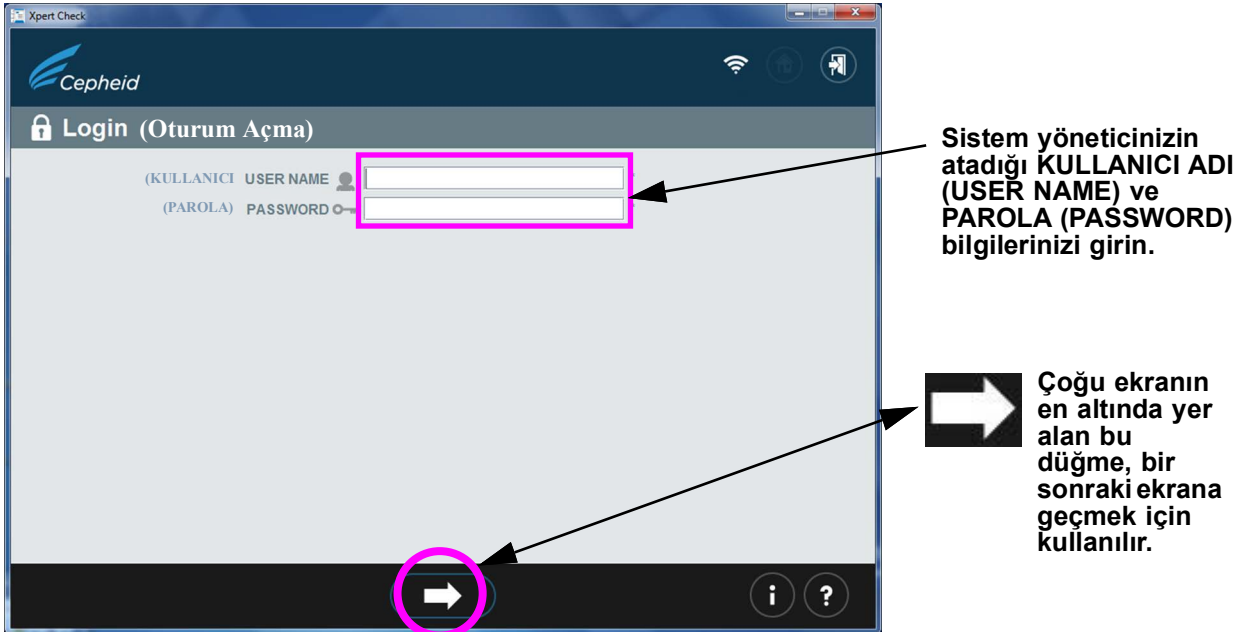 Xpert Check
Cepheid
Login (Oturum Açma)
(KULLANICI USER NAME
(PAROLA) PASSWORD
Sistem yöneticinizin
atadığı KULLANICI ADI
(USER NAME) ve
PAROLA (PASSWORD)
bilgilerinizi girin.
Çoğu ekranın
en altında yer
alan bu
düğme, bir
sonraki ekrana
geçmek için
kullanılır.
i ?